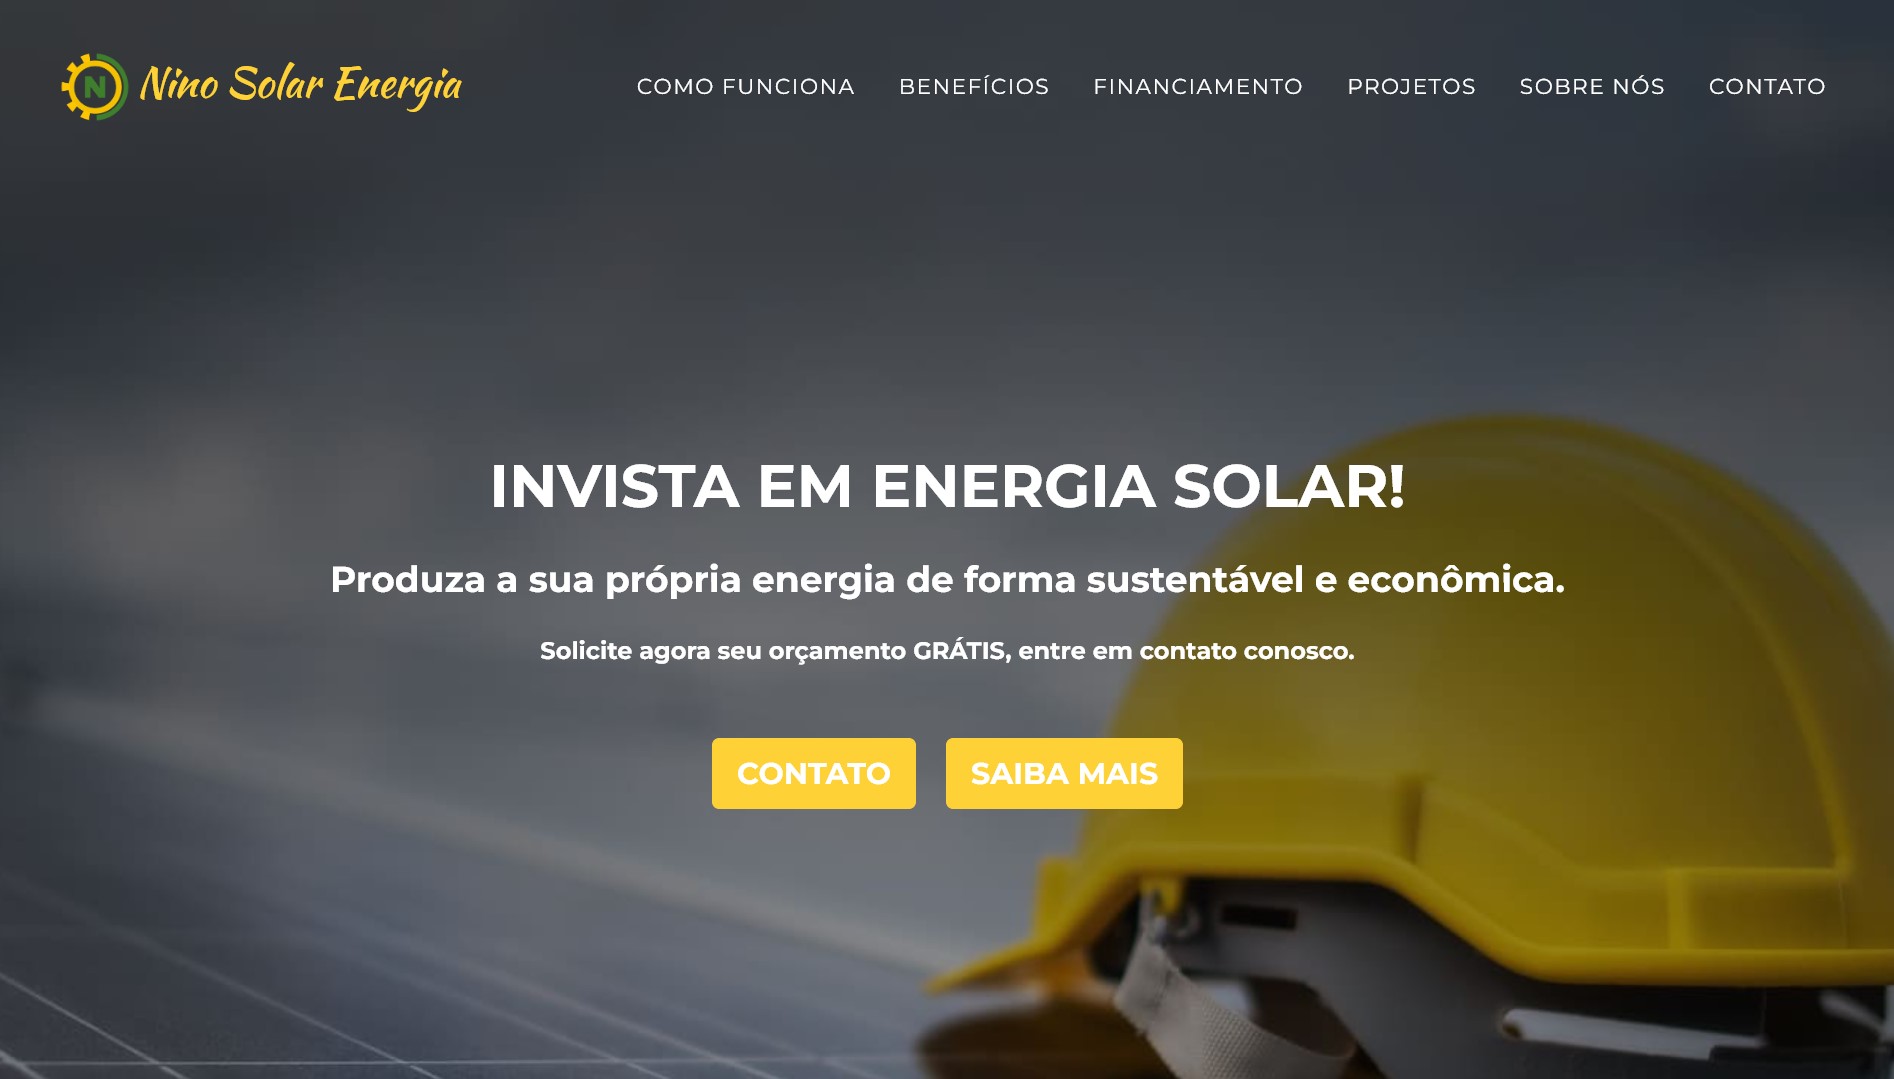 N Nino Solar Energia
COMO FUNCIONA BENEFÍCIOS FINANCIAMENTO PROJETOS SOBRE NÓS CONTATO
INVISTA EM ENERGIA SOLAR!
Produza a sua própria energia de forma sustentável e econômica.
Solicite agora seu orçamento GRÁTIS, entre em contato conosco.
CONTATO SAIBA MAIS